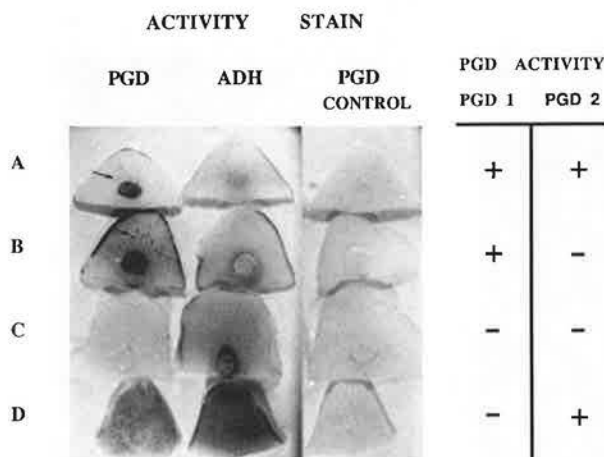 ACTIVITY STAIN
PGD ADH PGD CONTROL
PGD ACTIVITY
PGD 1 PGD 2
A + +
B + -
C - -
D - +